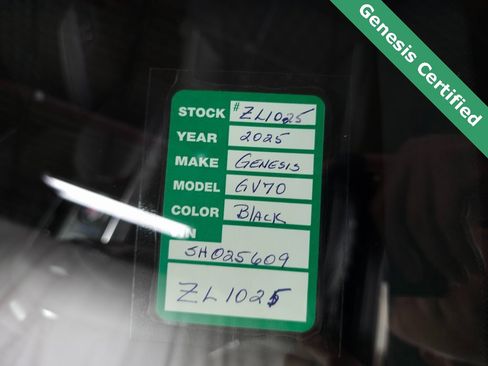 Genesis Certified
STOCK # ZL1025
YEAR 2025
MAKE GENESIS
MODEL GV70
COLOR BLACK
SH025609
ZL1025